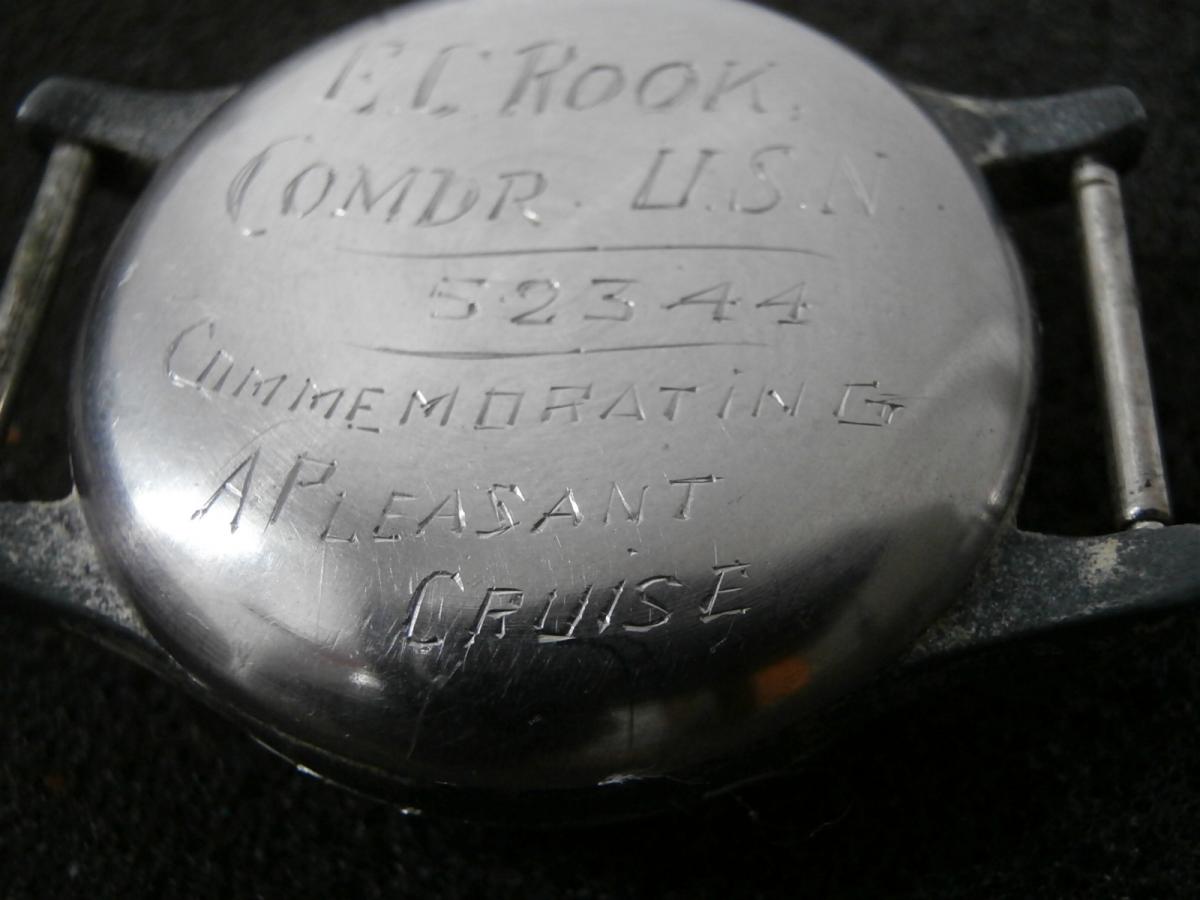 E.C. ROOK.
COMDR. U.S.N.
52344
COMMEMORATING
A PLEASANT
CRUiSE